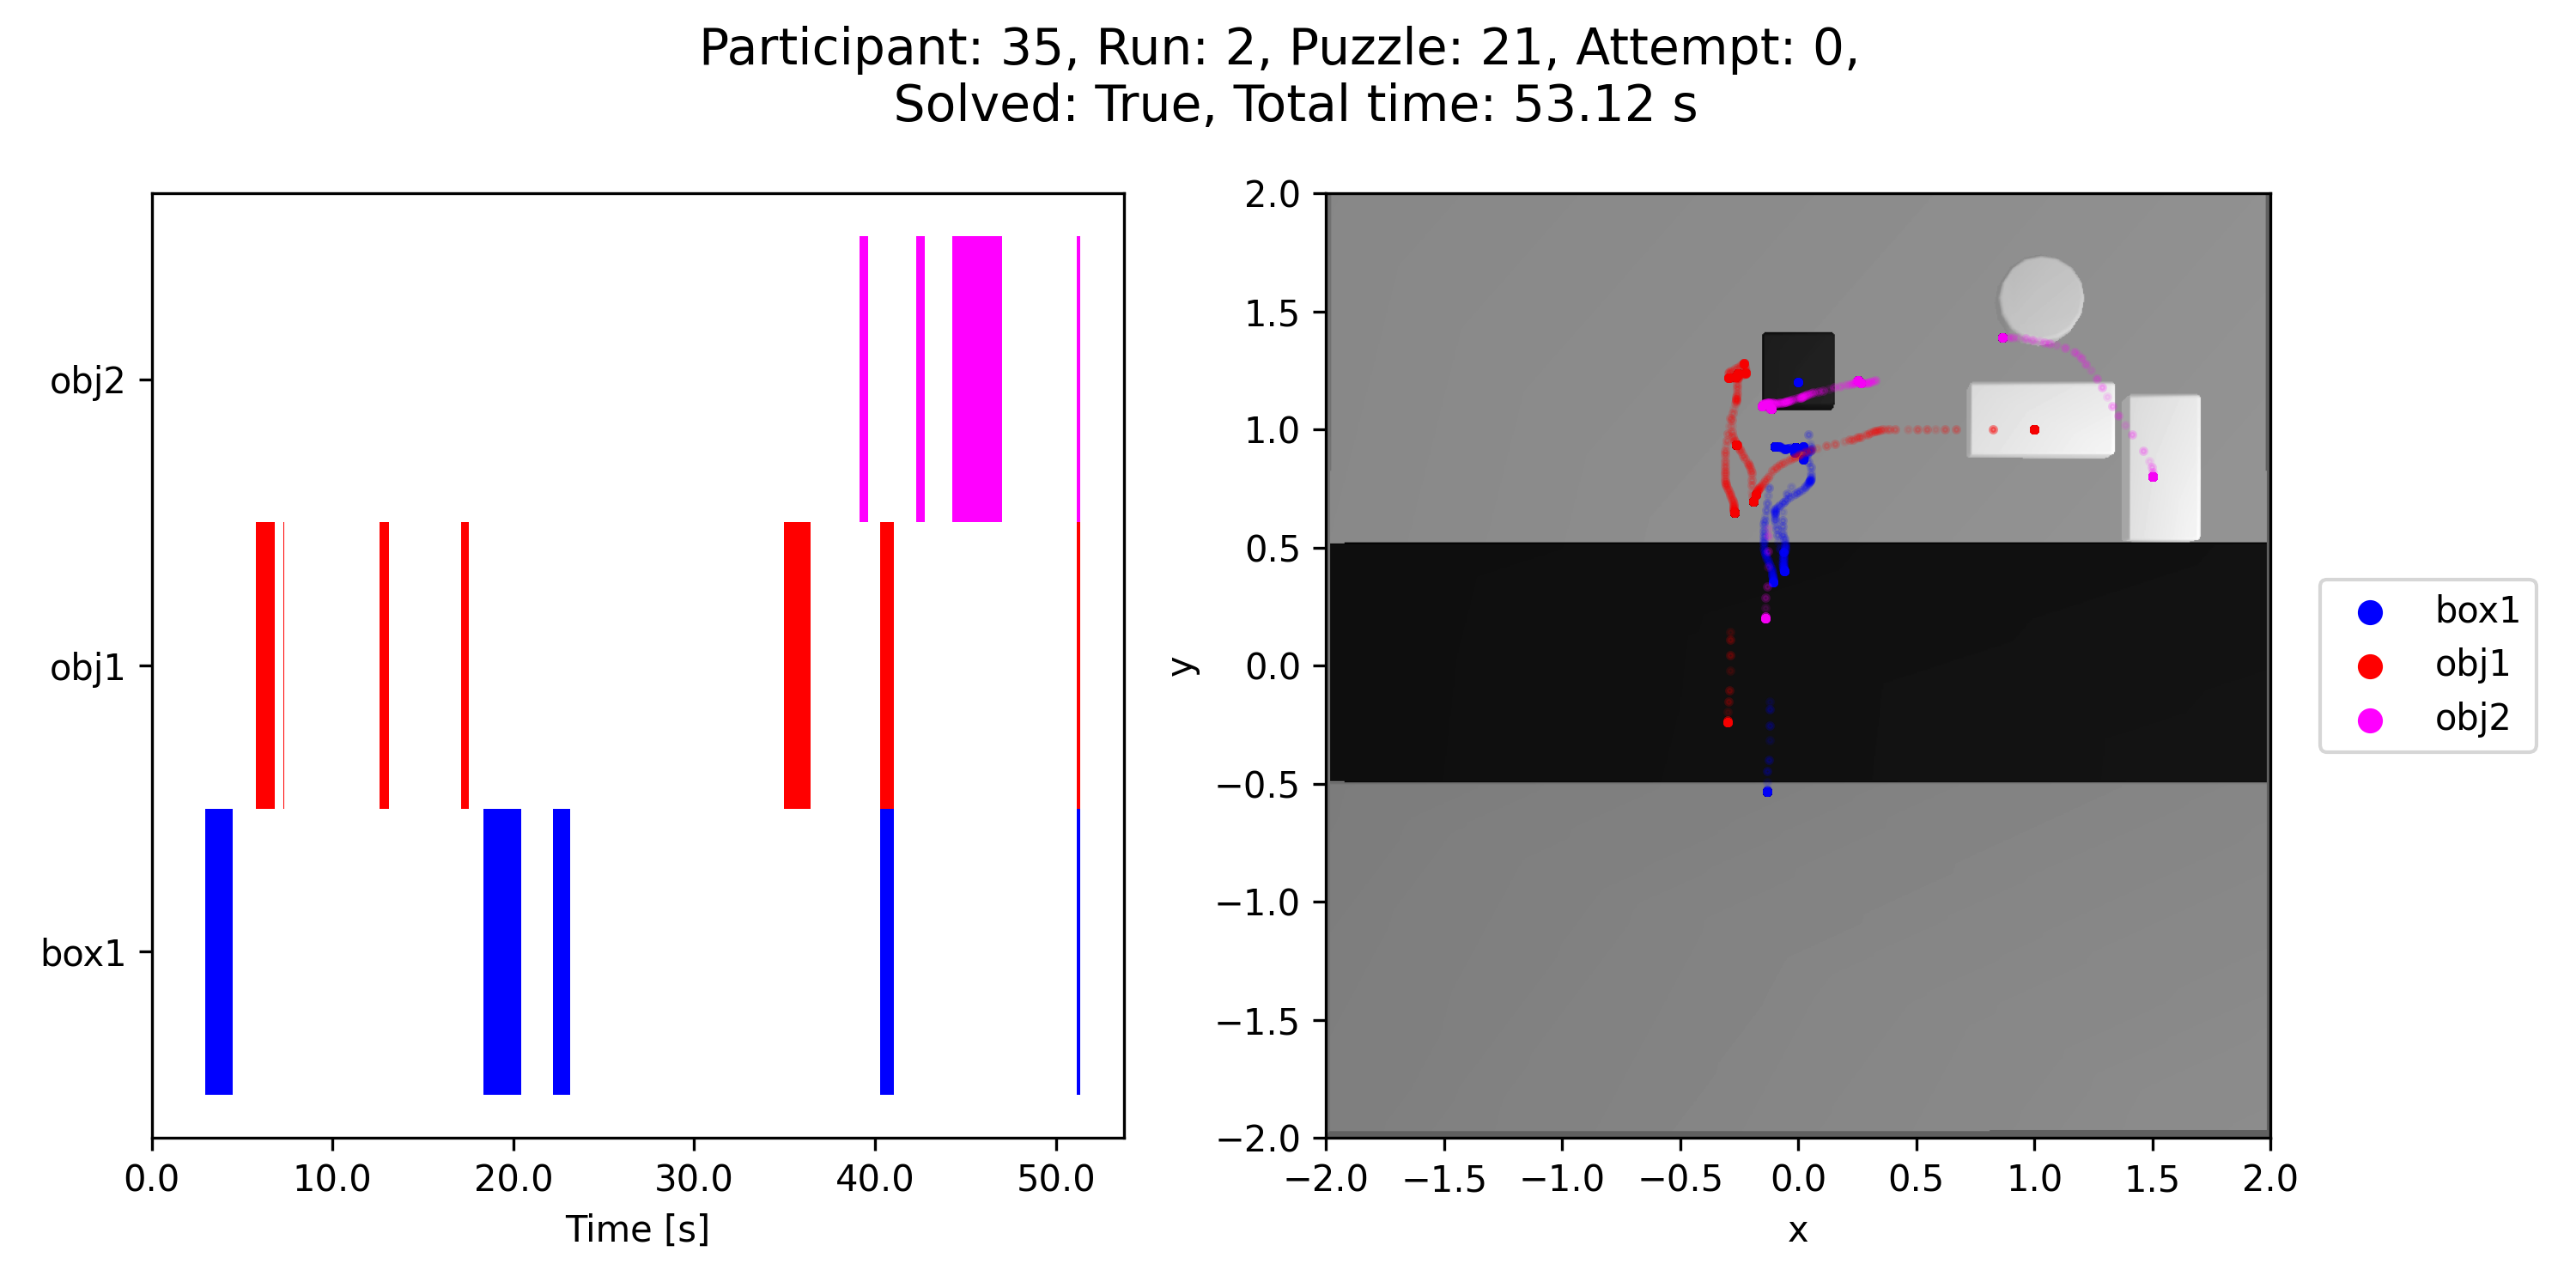 Participant: 35, Run: 2, Puzzle: 21, Attempt: 0,
Solved: True, Total time: 53.12 s
obj2
obj1
box1
0.0 10.0 20.0 30.0 40.0 50.0
Time [s]
2.0
1.5
1.0
0.5
0.0
−0.5
−1.0
−1.5
−2.0
y
−2.0 −1.5 −1.0 −0.5 0.0 0.5 1.0 1.5 2.0
x
box1
obj1
obj2